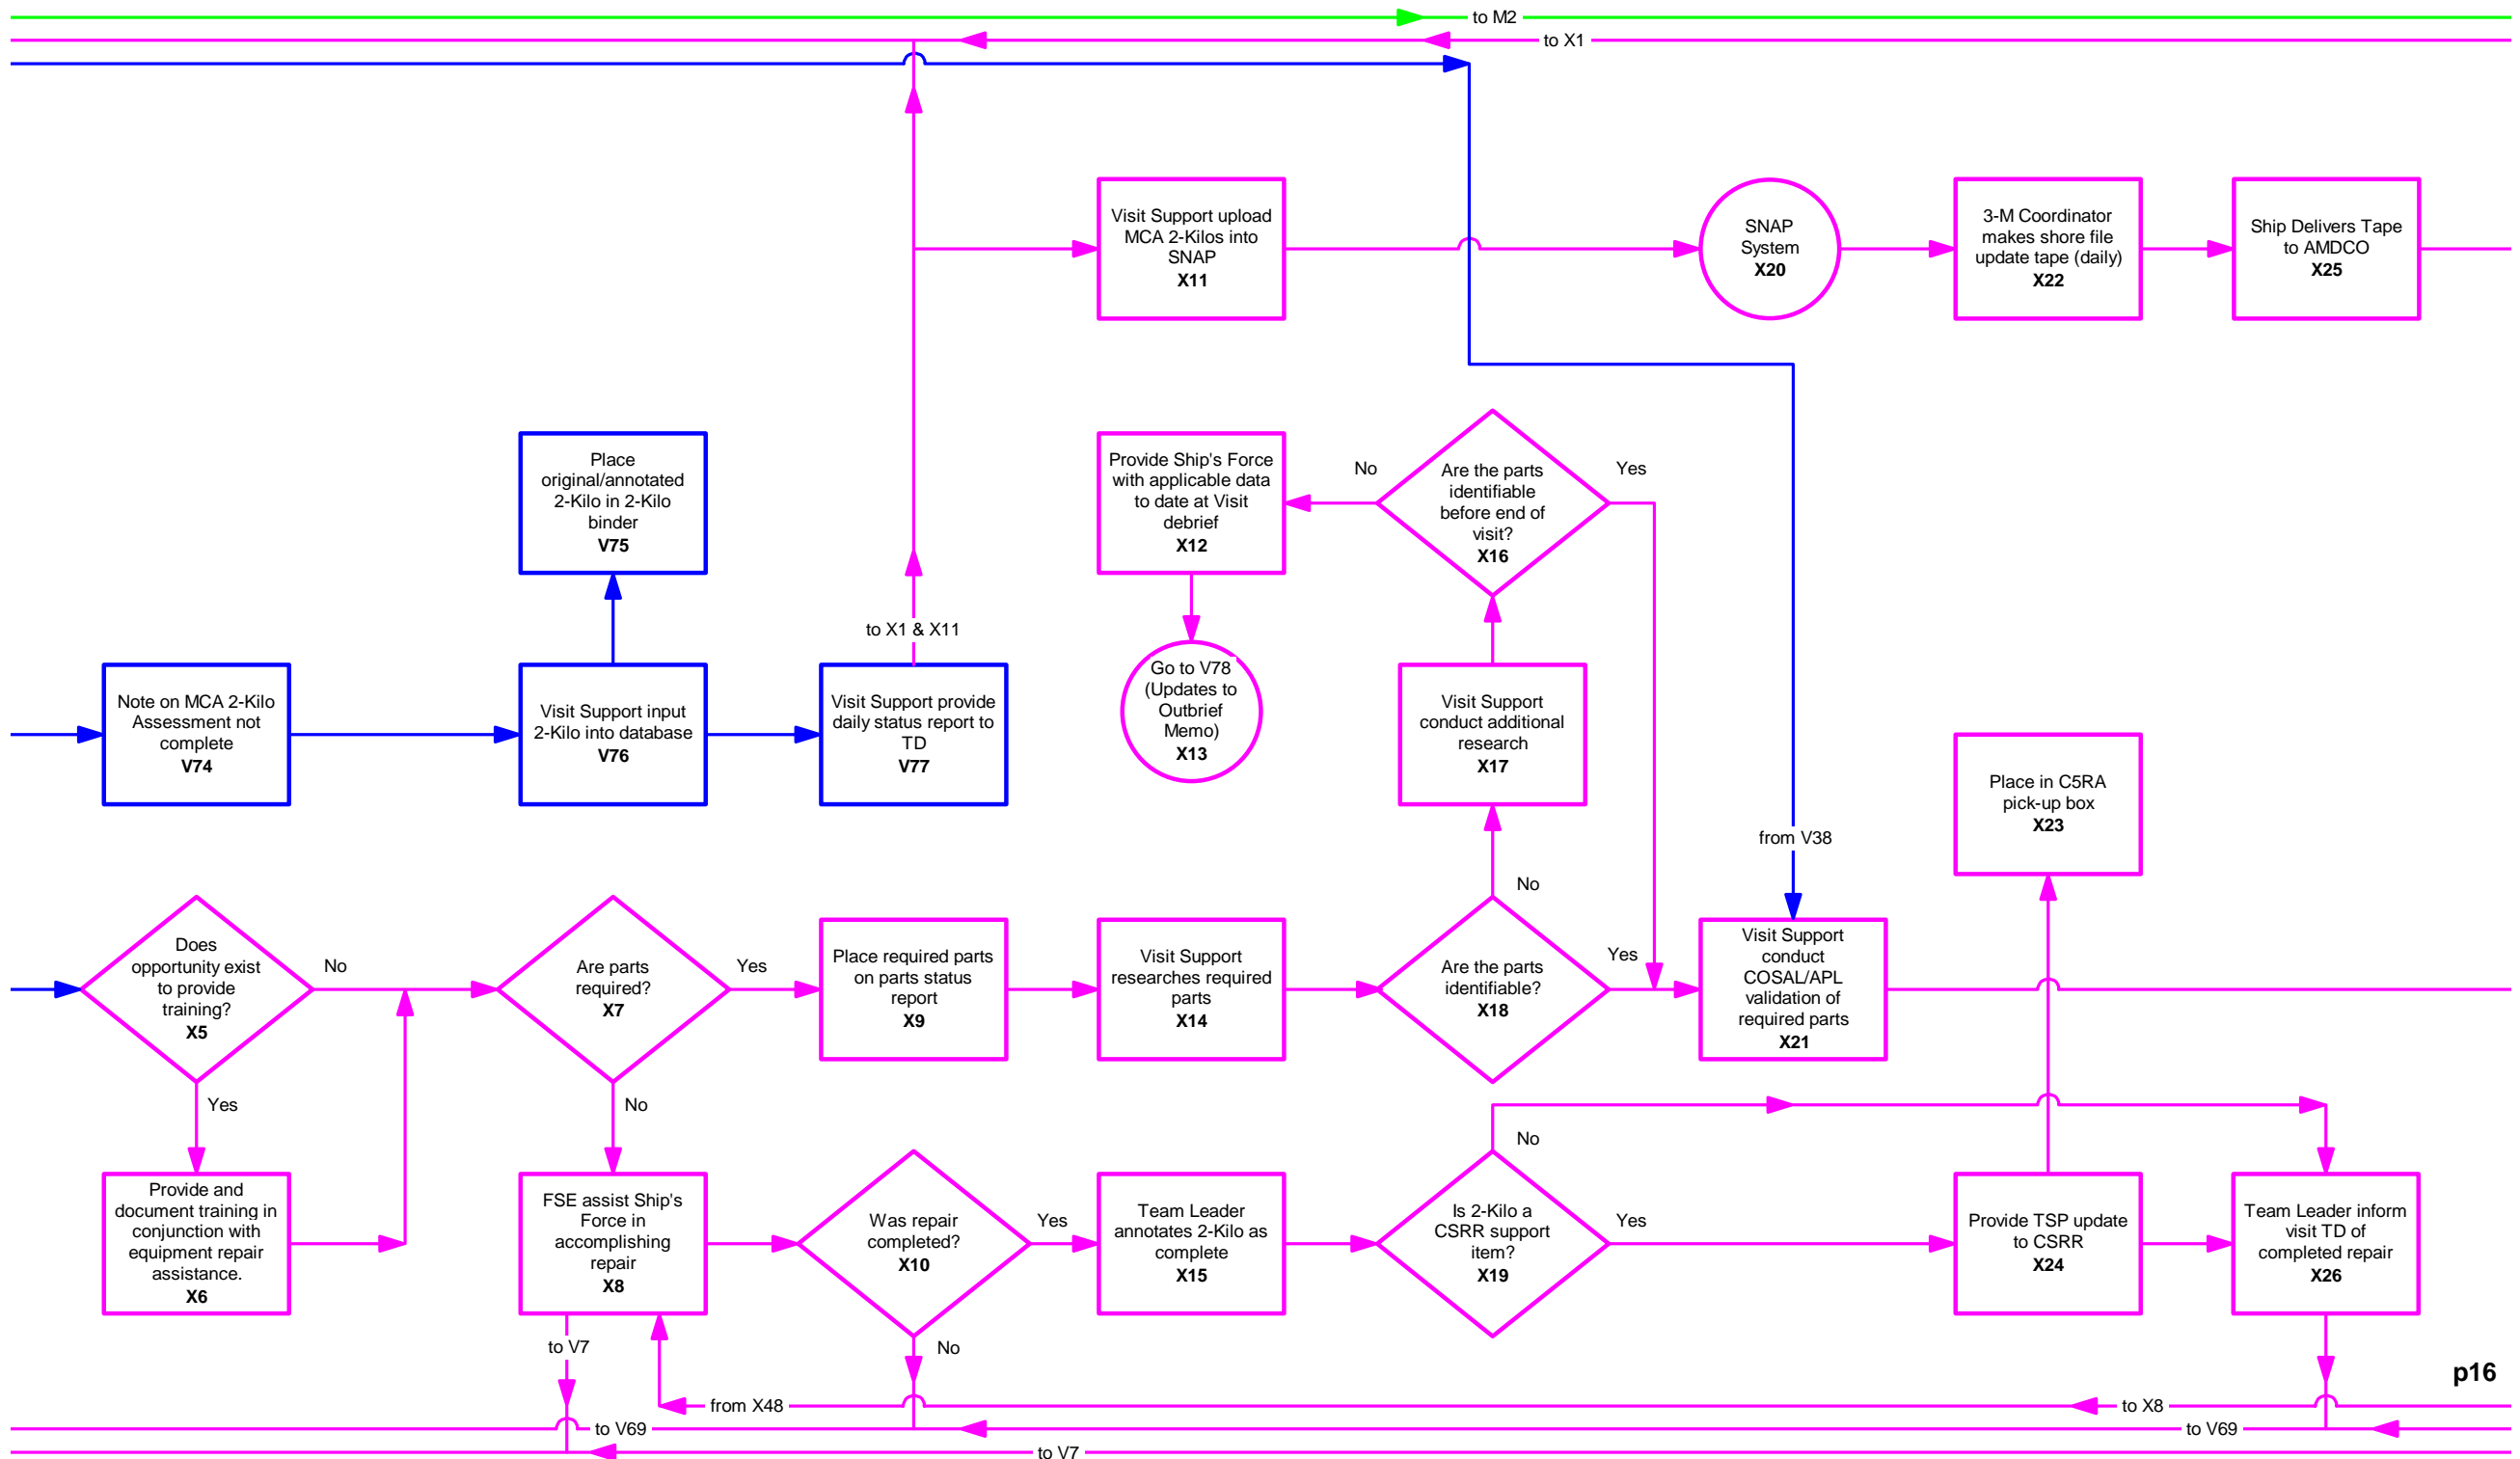 to M2
to X1
Visit Support upload
MCA 2-Kilos into
SNAP
X11
SNAP
System
X20
3-M Coordinator
makes shore file
update tape (daily)
X22
Ship Delivers Tape
to AMDCO
X25
Place
original/annotated
2-Kilo in 2-Kilo
binder
V75
Provide Ship's Force
with applicable data
to date at Visit
debrief
X12
No
Are the parts
identifiable
before end of
visit?
X16
Yes
to X1 & X11
Note on MCA 2-Kilo
Assessment not
complete
V74
Visit Support input
2-Kilo into database
V76
Visit Support provide
daily status report to
TD
V77
Go to V78
(Updates to
Outbrief
Memo)
X13
Visit Support
conduct additional
research
X17
Place in C5RA
pick-up box
X23
from V38
No
Does
opportunity exist
to provide
training?
X5
No
Yes
Are parts
required?
X7
Yes
No
Place required parts
on parts status
report
X9
Visit Support
researches required
parts
X14
Are the parts
identifiable?
X18
Yes
Visit Support
conduct
COSAL/APL
validation of
required parts
X21
Provide and
document training in
conjunction with
equipment repair
assistance.
X6
FSE assist Ship's
Force in
accomplishing
repair
X8
Was repair
completed?
X10
Yes
No
Team Leader
annotates 2-Kilo as
complete
X15
No
Is 2-Kilo a
CSRR support
item?
X19
Yes
Provide TSP update
to CSRR
X24
Team Leader inform
visit TD of
completed repair
X26
to V7
p16
from X48
to X8
to V69
to V69
to V7